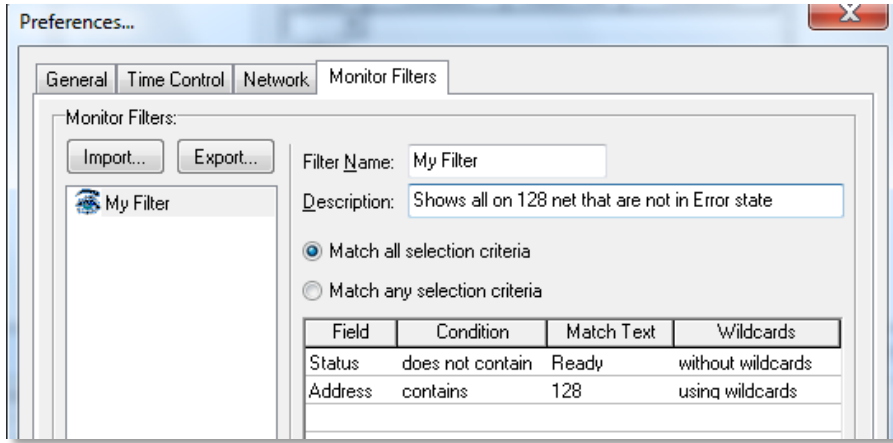 Preferences...
X
General Time Control Network Monitor Filters
Monitor Filters:
Import... Export...
My Filter
Filter Name: My Filter
Description: Shows all on 128 net that are not in Error state
Match all selection criteria
Match any selection criteria
Field Condition Match Text Wildcards
Status does not contain Ready without wildcards
Address contains 128 using wildcards